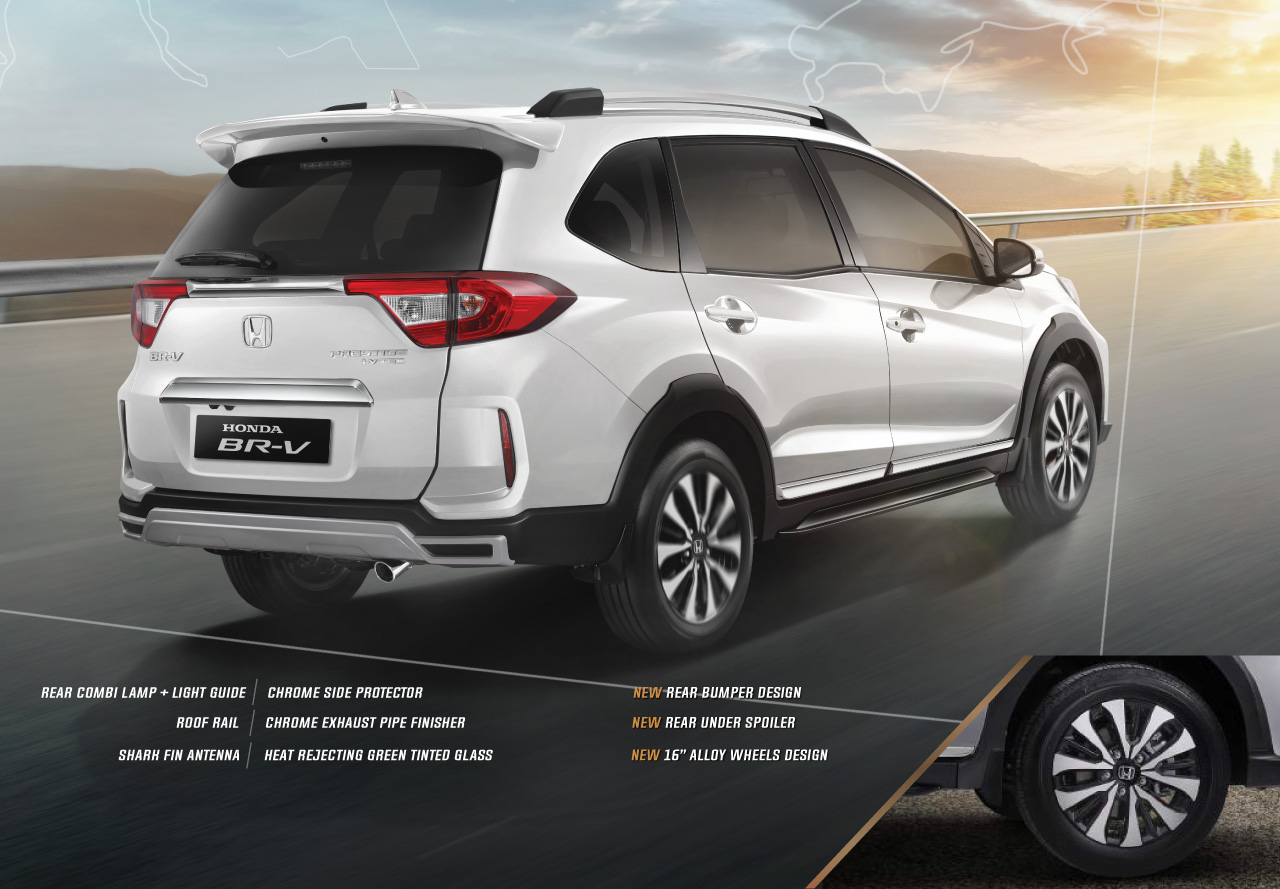 BR-V
PRESTIGE
i-VTEC
HONDA
BR-V
REAR COMBI LAMP + LIGHT GUIDE
CHROME SIDE PROTECTOR
ROOF RAIL
CHROME EXHAUST PIPE FINISHER
SHARK FIN ANTENNA
HEAT REJECTING GREEN TINTED GLASS
NEW REAR BUMPER DESIGN
NEW REAR UNDER SPOILER
NEW 16” ALLOY WHEELS DESIGN